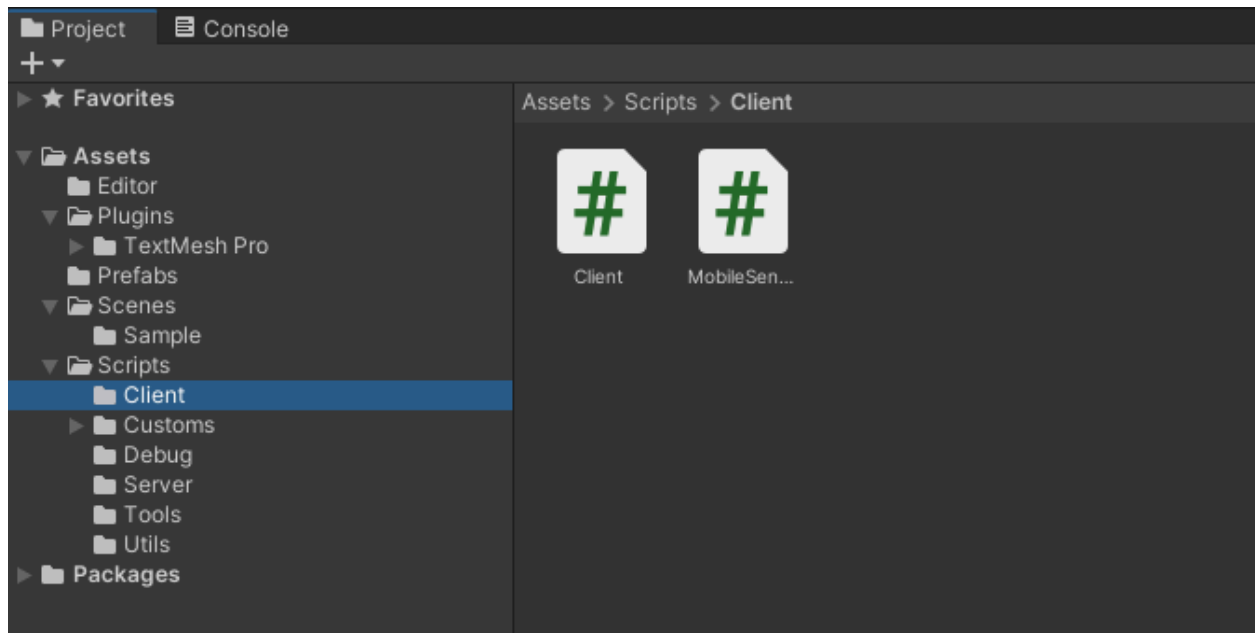 Project
Console
Favorites
Assets
Editor
Plugins
TextMesh Pro
Prefabs
Scenes
Sample
Scripts
Client
Customs
Debug
Server
Tools
Utils
Packages
Assets > Scripts > Client
#
#
Client
MobileSen...